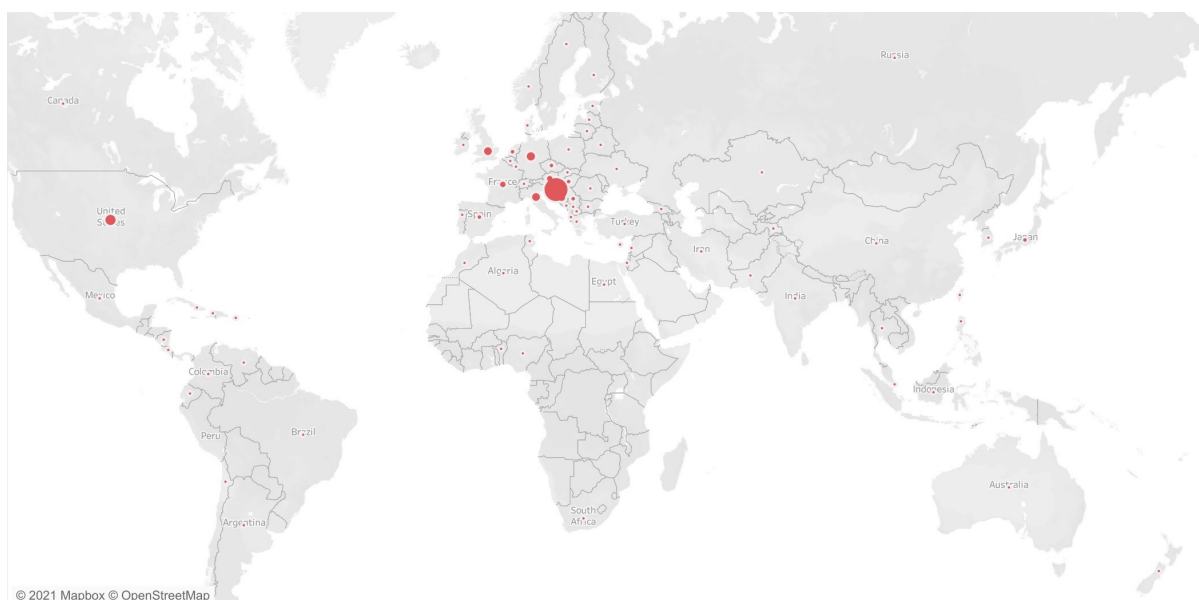 Russia
Canada
France
United
States
Spain
Turkey
Japan
China
Iran
Algeria
Egypt
Mexico
India
Colombia
Indonesia
Peru
Brazil
Australia
South
Africa
Argentina
© 2021 Mapbox © OpenStreetMap